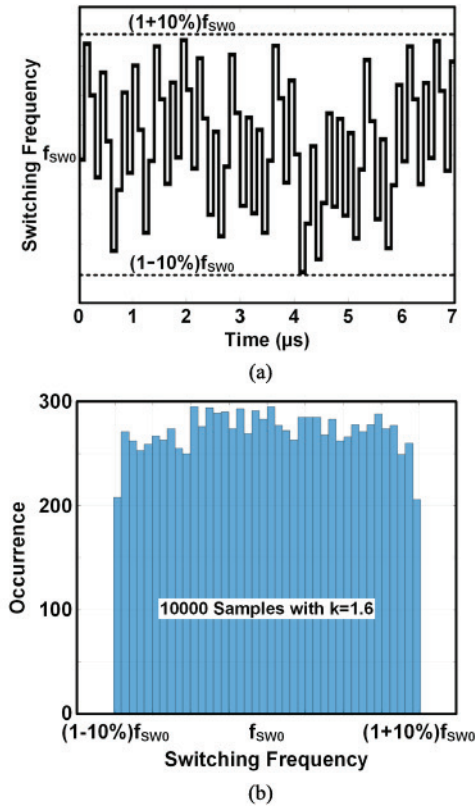 (1+10%)fSW0
Switching Frequency
fSW0
(1−10%)fSW0
0 1 2 3 4 5 6 7
Time (μs)
(a)
300
200
100
0
Occurrence
10000 Samples with k=1.6
(1-10%)fSW0 fSW0 (1+10%)fSW0
Switching Frequency
(b)